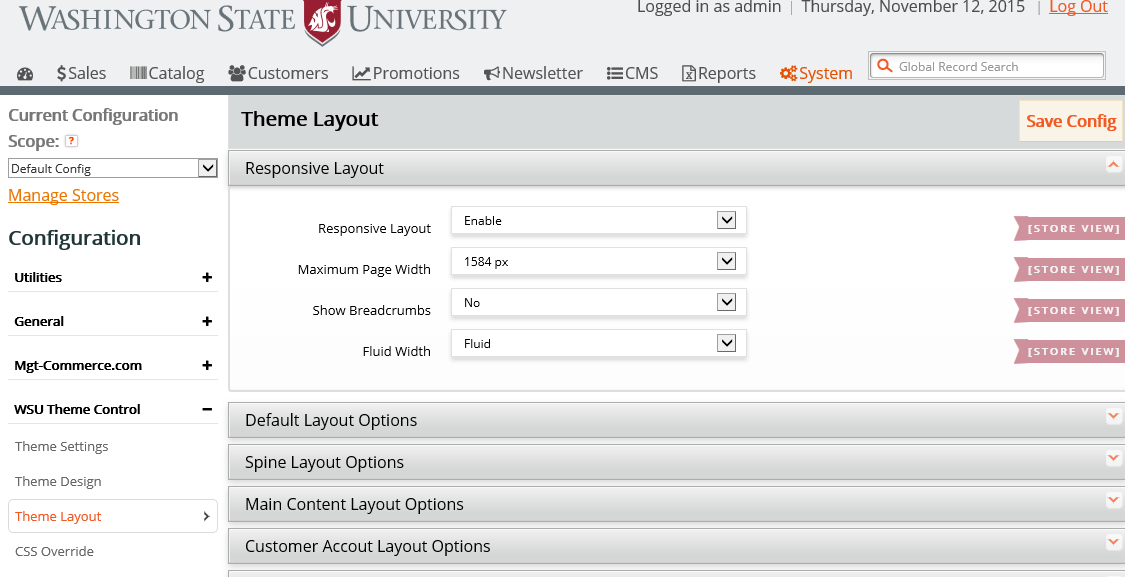 WASHINGTON STATE UNIVERSITY
Logged in as admin | Thursday, November 12, 2015 | Log Out
$Sales Catalog Customers Promotions Newsletter CMS Reports System Global Record Search
Current Configuration
Scope: ?
Default Config
Manage Stores
Configuration
Utilities +
General +
Mgt-Commerce.com +
WSU Theme Control −
Theme Settings
Theme Design
Theme Layout
CSS Override
Theme Layout Save Config
Responsive Layout
Responsive Layout Enable [STORE VIEW]
Maximum Page Width 1584 px [STORE VIEW]
Show Breadcrumbs No [STORE VIEW]
Fluid Width Fluid [STORE VIEW]
Default Layout Options
Spine Layout Options
Main Content Layout Options
Customer Accout Layout Options